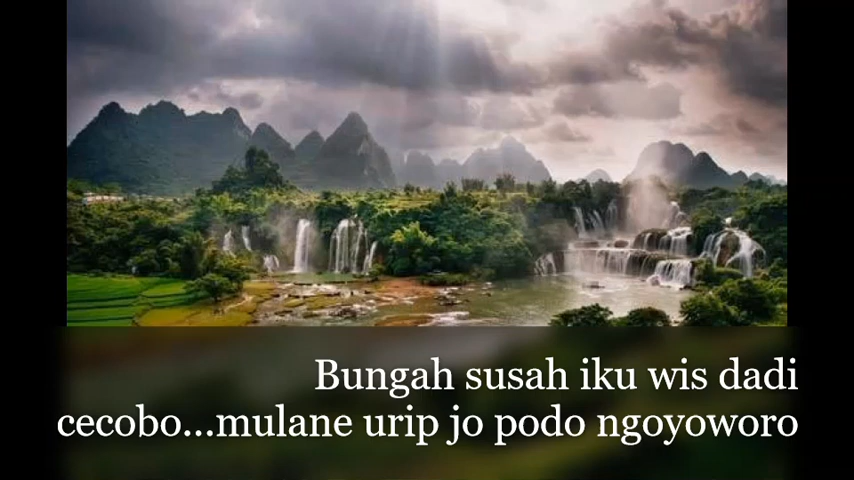 Bungah susah iku wis dadi
cecobo...mulane urip jo podo ngoyoworo